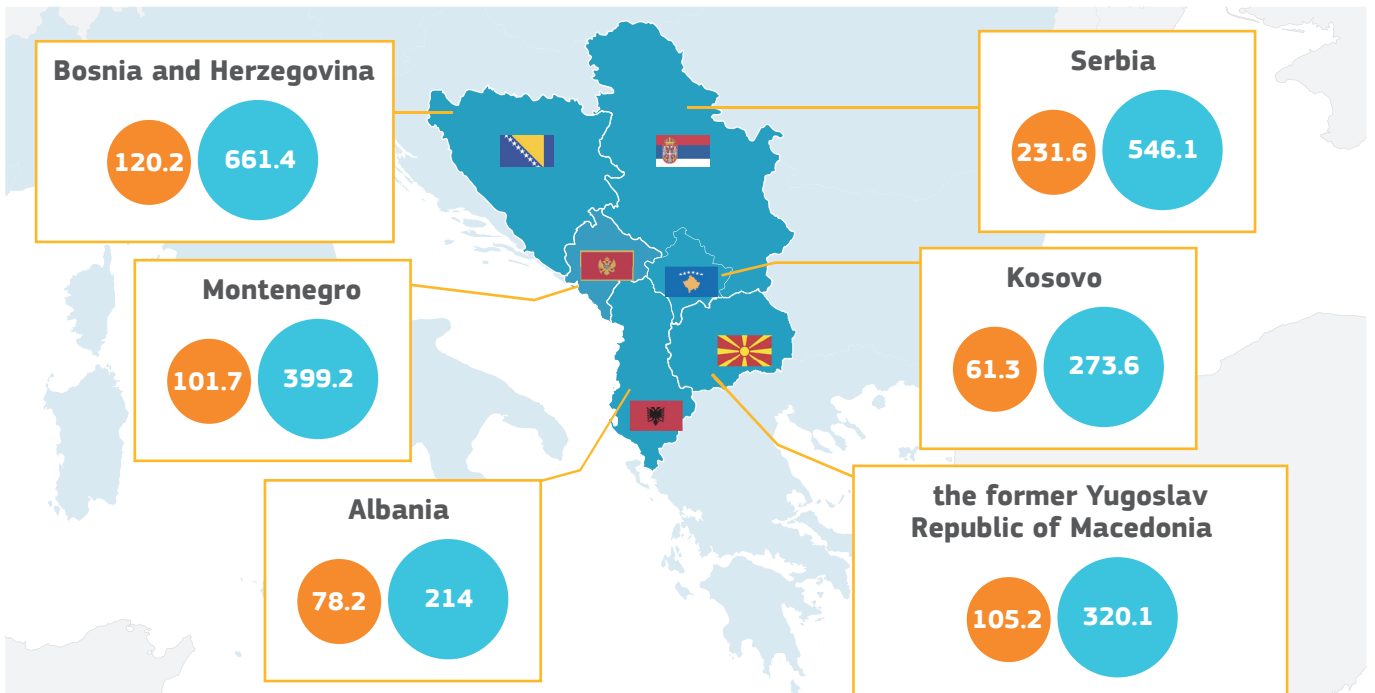 Bosnia and Herzegovina
120.2
661.4
Serbia
231.6
546.1
Montenegro
101.7
399.2
Kosovo
61.3
273.6
Albania
78.2
214
the former Yugoslav
Republic of Macedonia
105.2
320.1